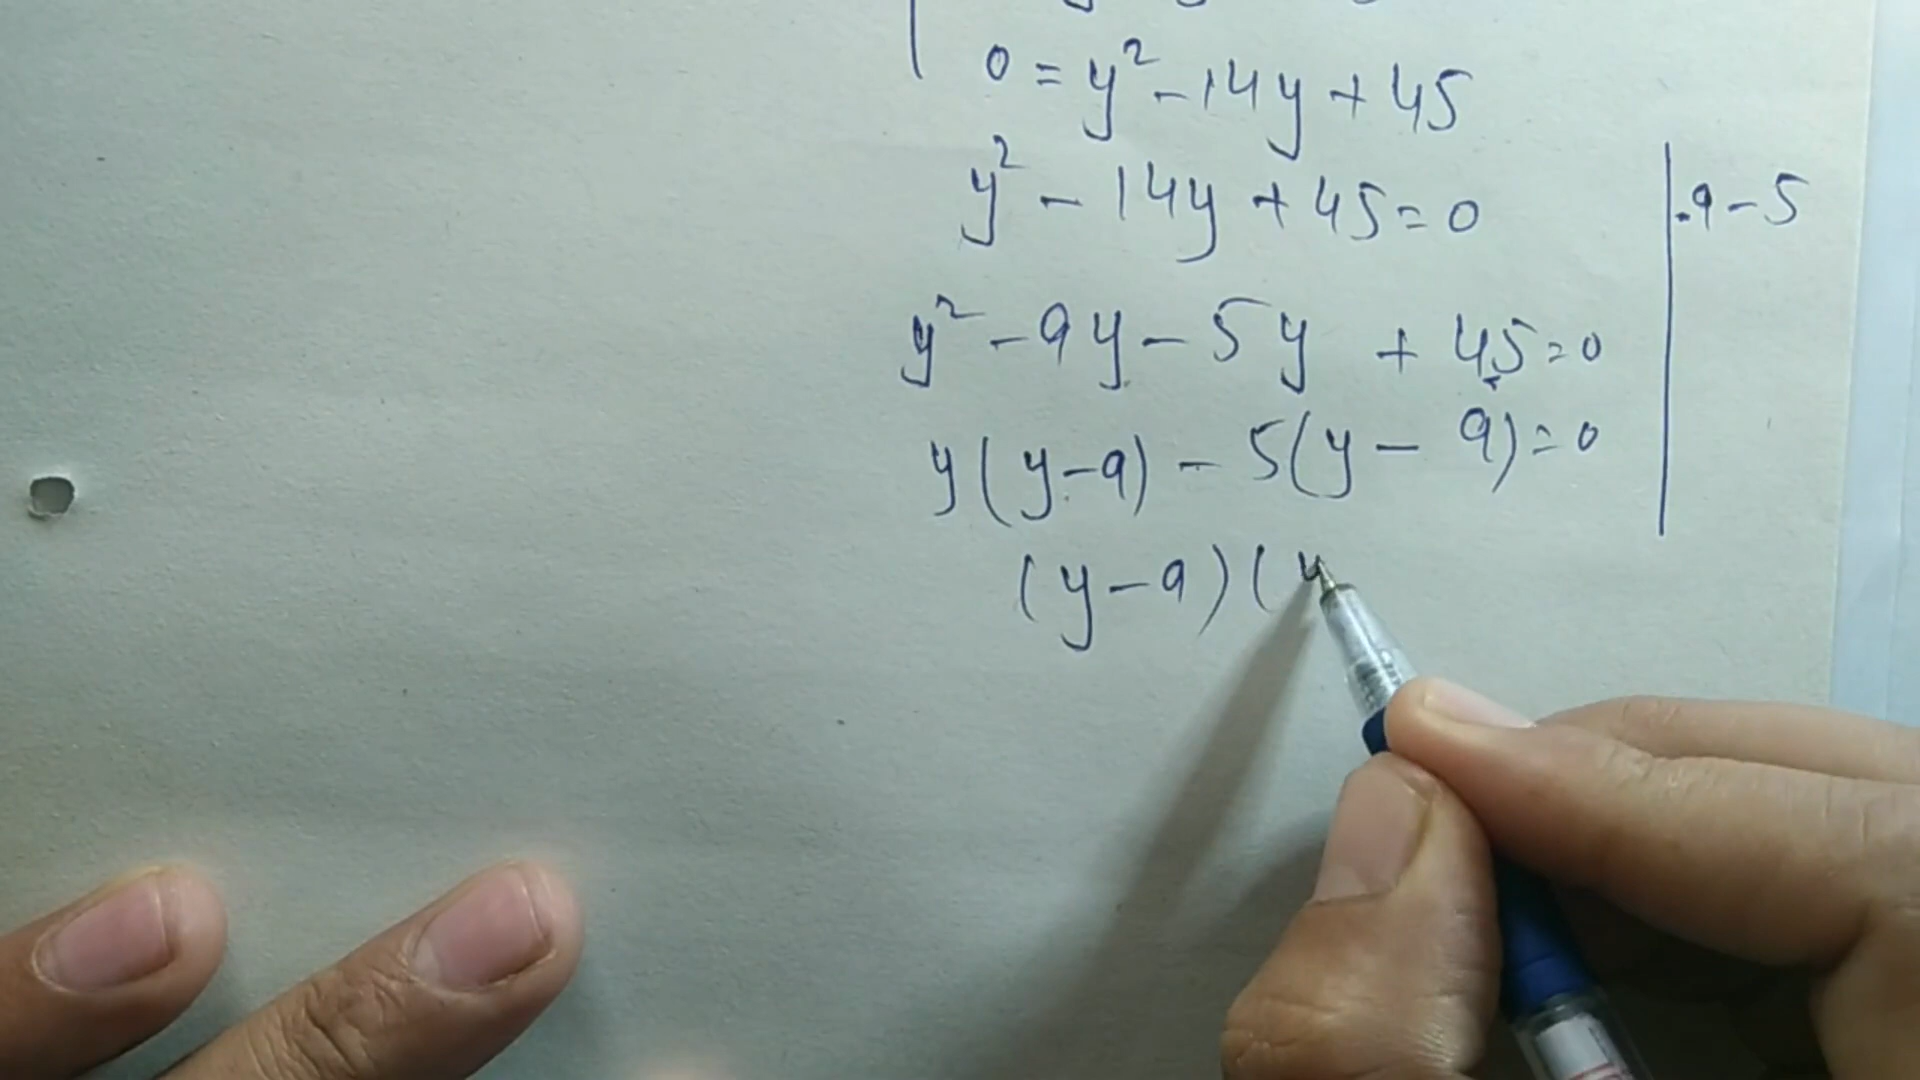 0 = y² - 14y + 45
y² - 14y + 45 = 0
y² - 9y - 5y + 45 = 0
y(y-9) - 5(y - 9) = 0
(y-9)(y
-9 -5